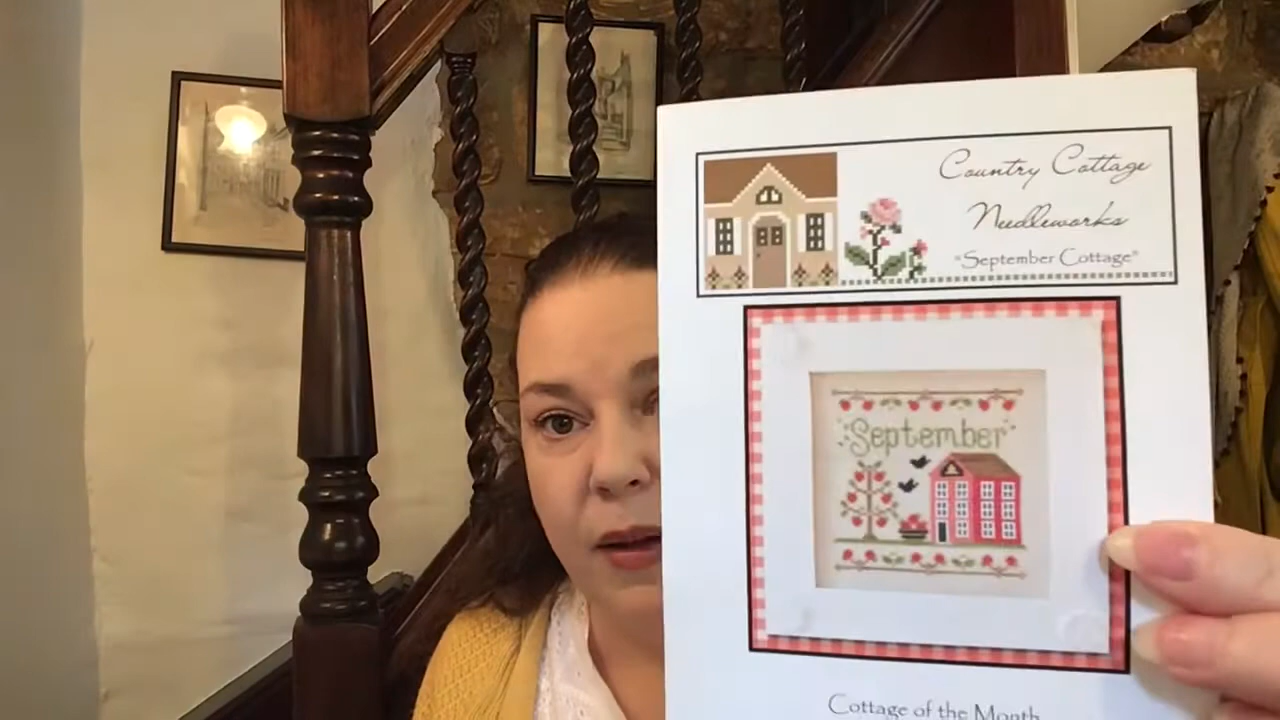 Country Cottage
Needleworks
"September Cottage"
September
Cottage of the Month